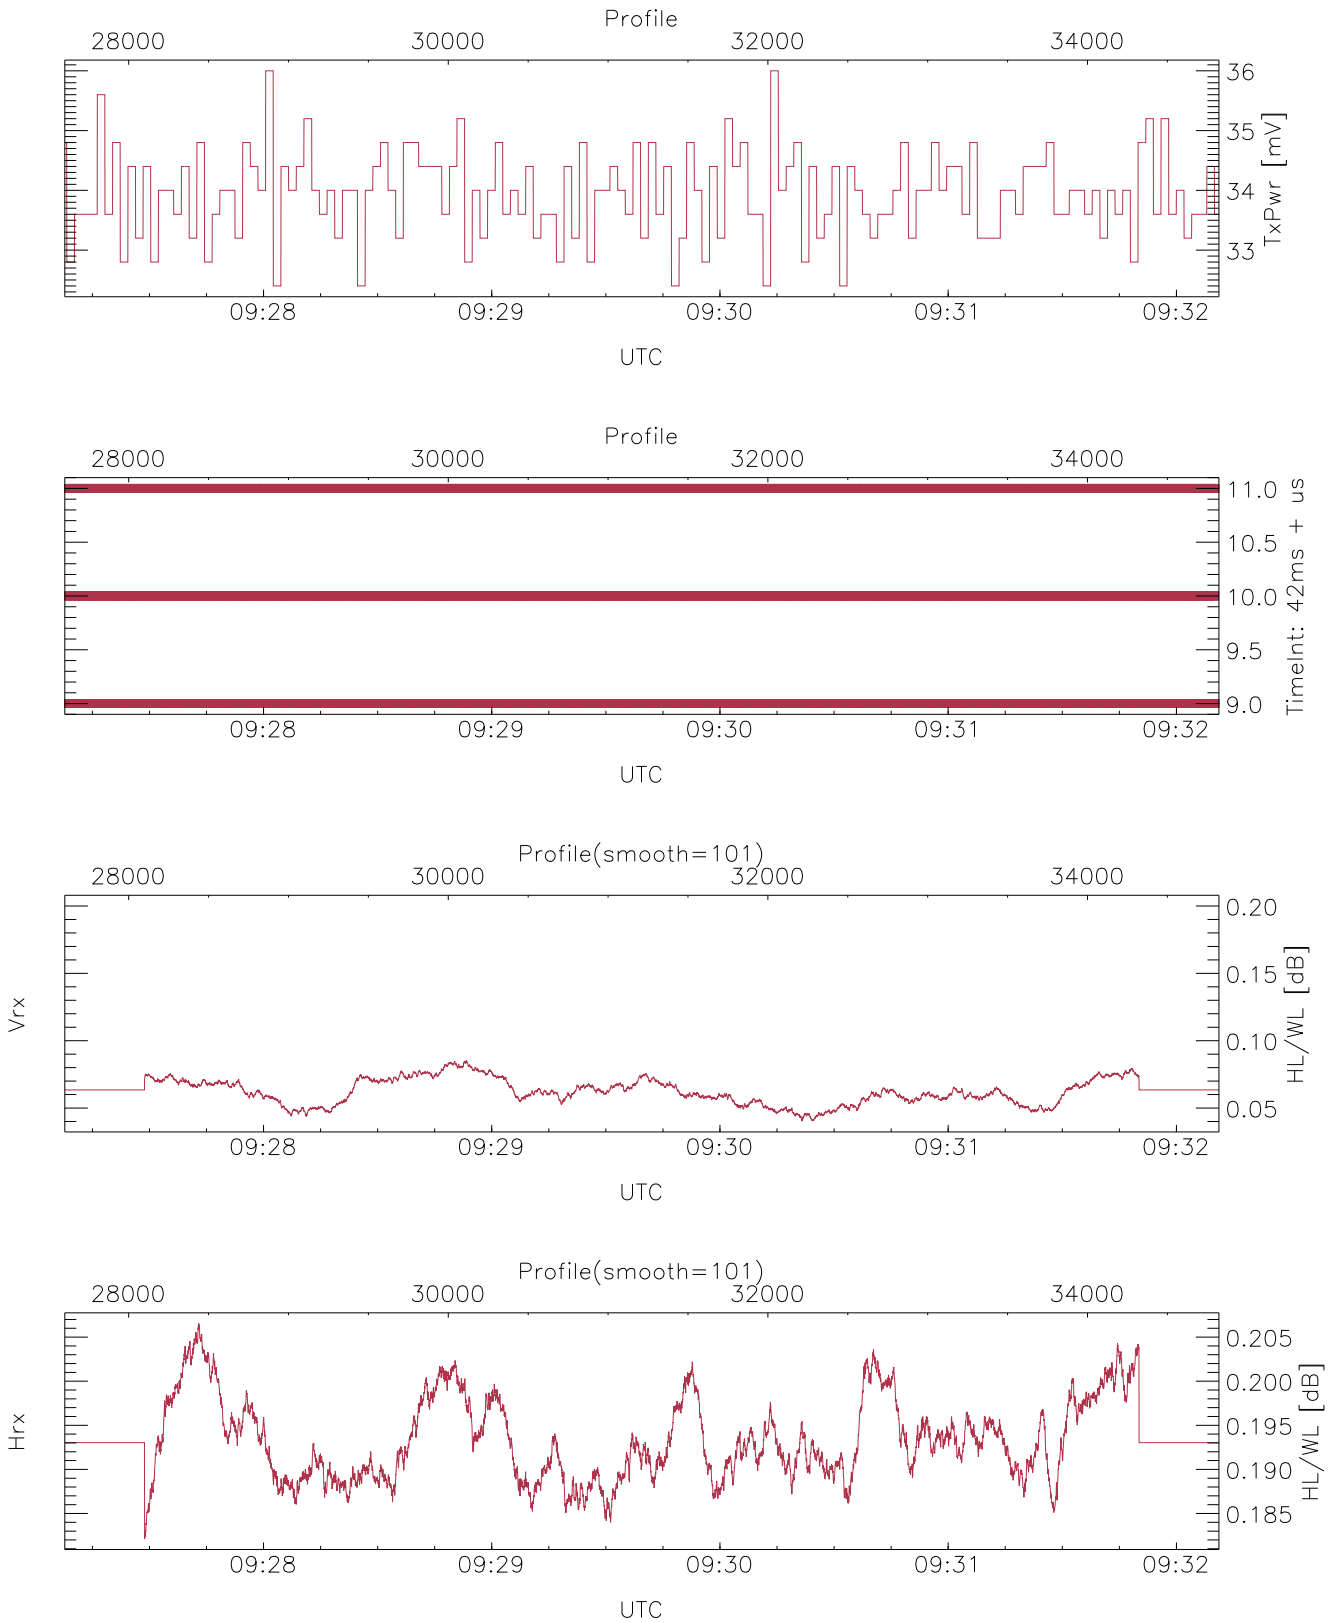 Profile
28000 30000 32000 34000
36
35
34
33
TxPwr [mV]
09:28 09:29 09:30 09:31 09:32
UTC
Profile
28000 30000 32000 34000
11.0
10.5
10.0
9.5
9.0
TimeInt: 42ms + us
09:28 09:29 09:30 09:31 09:32
UTC
Profile(smooth=101)
28000 30000 32000 34000
Vrx
0.20
0.15
0.10
0.05
HL/WL [dB]
09:28 09:29 09:30 09:31 09:32
UTC
Profile(smooth=101)
28000 30000 32000 34000
Hrx
0.205
0.200
0.195
0.190
0.185
HL/WL [dB]
09:28 09:29 09:30 09:31 09:32
UTC